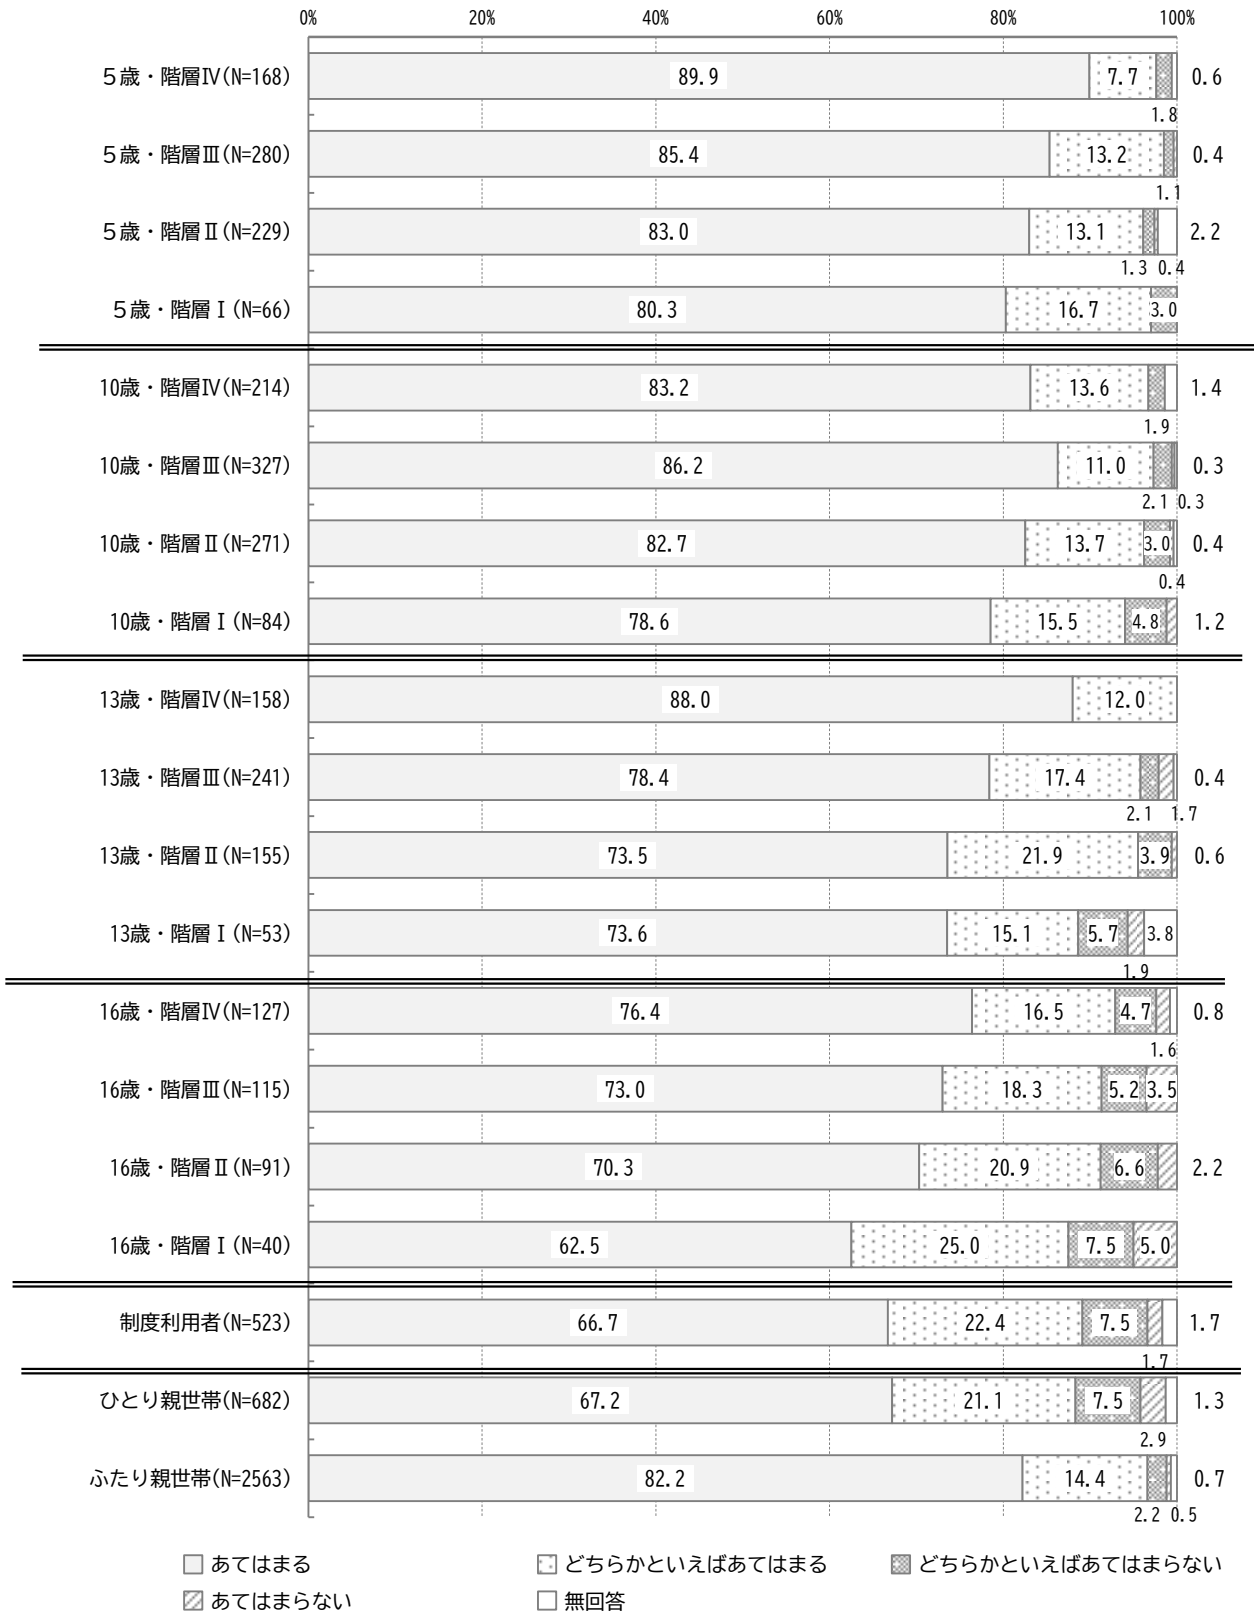 0% 20% 40% 60% 80% 100%
5歳・階層Ⅳ(N=168) 89.9 7.7 0.6
1.8
5歳・階層Ⅲ(N=280) 85.4 13.2 0.4
1.1
5歳・階層Ⅱ(N=229) 83.0 13.1 2.2
1.3 0.4
5歳・階層Ⅰ(N=66) 80.3 16.7 3.0
10歳・階層Ⅳ(N=214) 83.2 13.6 1.4
1.9
10歳・階層Ⅲ(N=327) 86.2 11.0 0.3
2.1 0.3
10歳・階層Ⅱ(N=271) 82.7 13.7 3.0 0.4
0.4
10歳・階層Ⅰ(N=84) 78.6 15.5 4.8 1.2
13歳・階層Ⅳ(N=158) 88.0 12.0
13歳・階層Ⅲ(N=241) 78.4 17.4 0.4
2.1 1.7
13歳・階層Ⅱ(N=155) 73.5 21.9 3.9 0.6
13歳・階層Ⅰ(N=53) 73.6 15.1 5.7 3.8
1.9
16歳・階層Ⅳ(N=127) 76.4 16.5 4.7 0.8
1.6
16歳・階層Ⅲ(N=115) 73.0 18.3 5.2 3.5
16歳・階層Ⅱ(N=91) 70.3 20.9 6.6 2.2
16歳・階層Ⅰ(N=40) 62.5 25.0 7.5 5.0
制度利用者(N=523) 66.7 22.4 7.5 1.7
1.7
ひとり親世帯(N=682) 67.2 21.1 7.5 1.3
2.9
ふたり親世帯(N=2563) 82.2 14.4 0.7
2.2 0.5
あてはまる どちらかといえばあてはまる どちらかといえばあてはまらない
あてはまらない 無回答